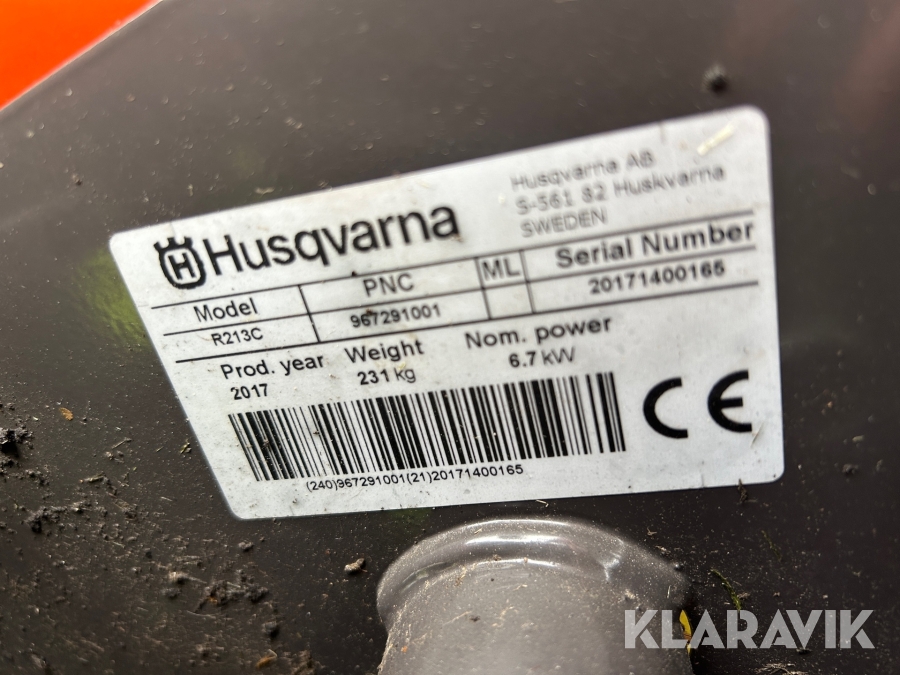 Husqvarna
Husqvarna AB
S-561 82 Huskvarna
SWEDEN
Model PNC ML Serial Number
R213C 967291001 20171400165
Prod. year Weight Nom. power
2017 231 kg 6.7 kW
CE
(240)967291001(21)20171400165
KLARAVIK